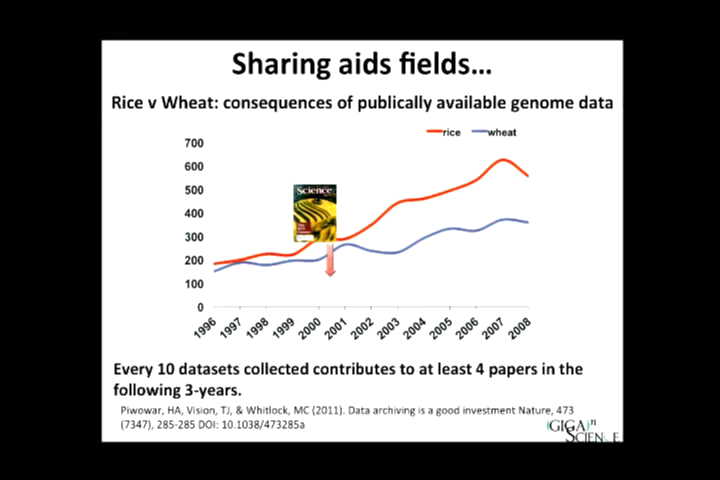 Sharing aids fields...
Rice v Wheat: consequences of publically available genome data
rice wheat
700
600
500
400
300
200
100
0
Science
1996 1997 1998 1999 2000 2001 2002 2003 2004 2005 2006 2007 2008
Every 10 datasets collected contributes to at least 4 papers in the
following 3-years.
Piwowar, HA, Vision, TJ, & Whitlock, MC (2011). Data archiving is a good investment Nature, 473
(7347), 285-285 DOI: 10.1038/473285a
(GIGA)n
SCIENCE